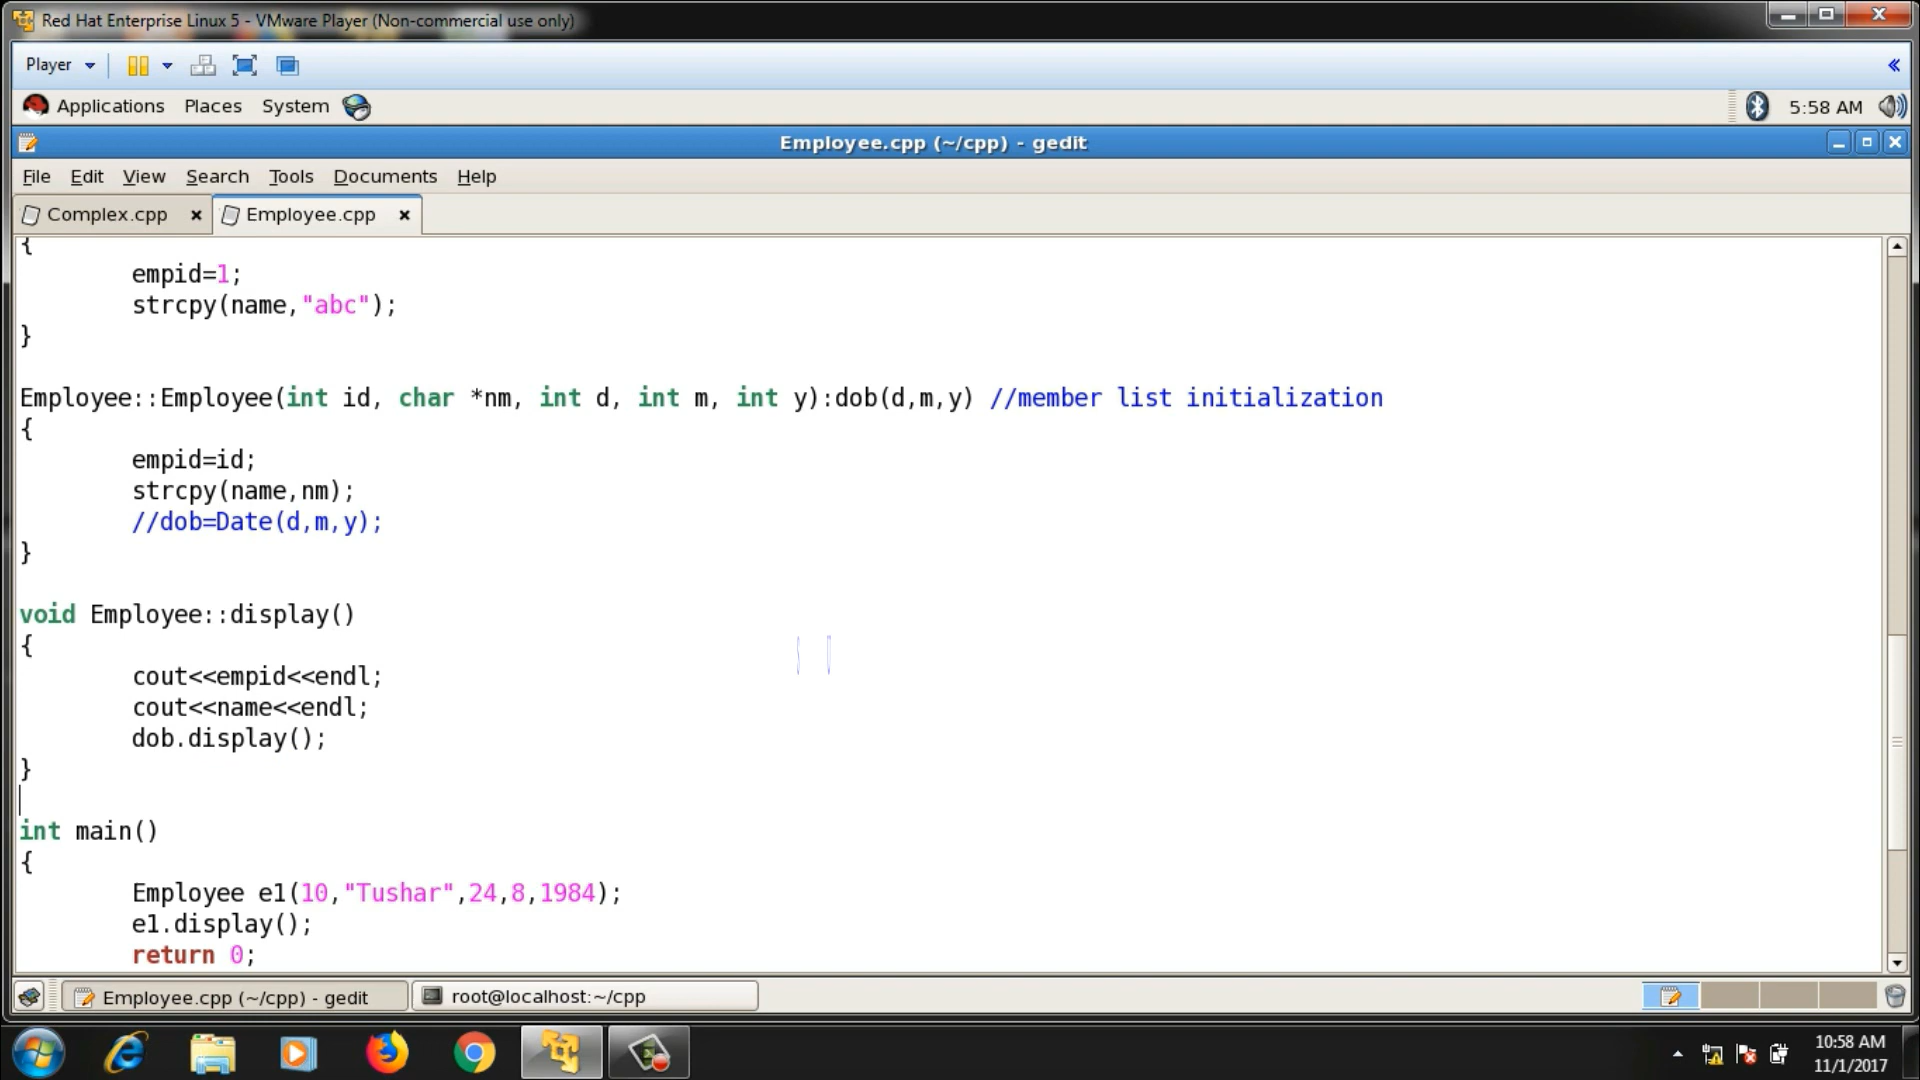 Red Hat Enterprise Linux 5 - VMware Player (Non-commercial use only)
Player
Applications Places System 5:58 AM
Employee.cpp (~/cpp) - gedit
File Edit View Search Tools Documents Help
Complex.cpp Employee.cpp
{
empid=1;
strcpy(name,"abc");
}
Employee::Employee(int id, char *nm, int d, int m, int y):dob(d,m,y) //member list initialization
{
empid=id;
strcpy(name,nm);
//dob=Date(d,m,y);
}
void Employee::display()
{
cout<<empid<<endl;
cout<<name<<endl;
dob.display();
}
int main()
{
Employee e1(10,"Tushar",24,8,1984);
e1.display();
return 0;
Employee.cpp (~/cpp) - gedit root@localhost:~/cpp
10:58 AM
11/1/2017